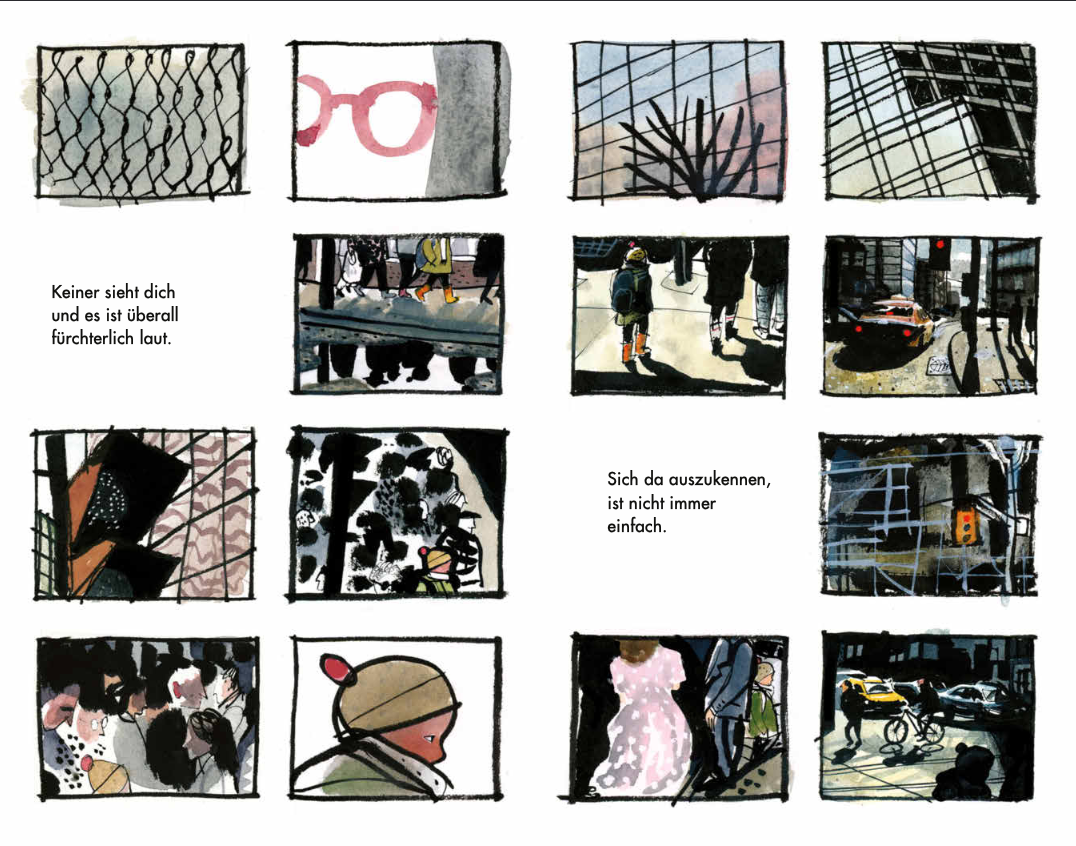 Keiner sieht dich
und es ist überall
fürchterlich laut.
Sich da auszukennen,
ist nicht immer
einfach.